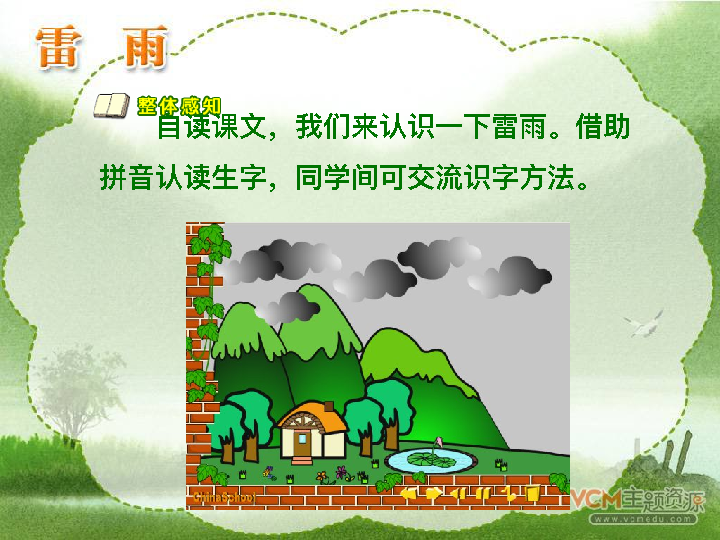 雷 雨
整体感知
自读课文，我们来认识一下雷雨。借助
拼音认读生字，同学间可交流识字方法。
ChinaSchool
VCM主题资源
www.vcmedu.com